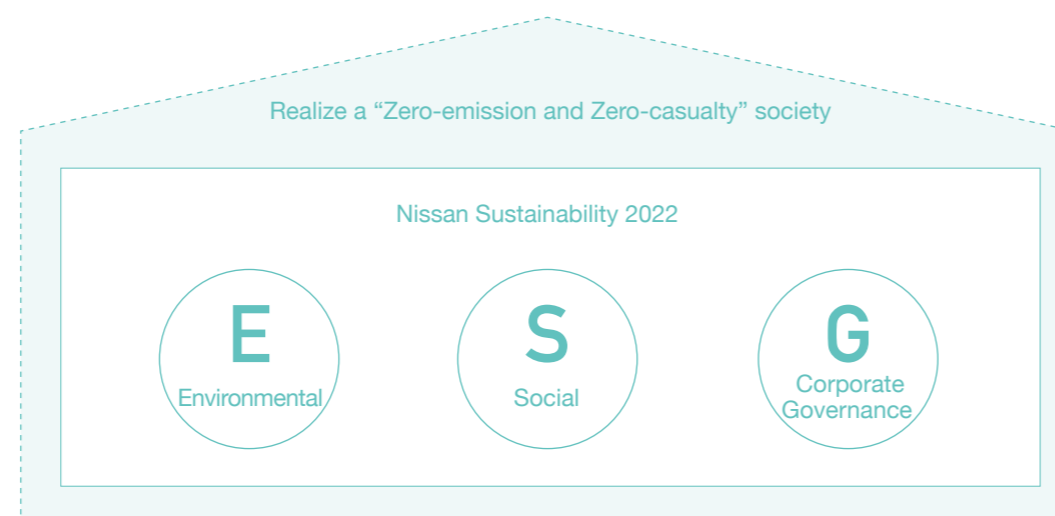 Realize a “Zero-emission and Zero-casualty” society
Nissan Sustainability 2022
E
Environmental
S
Social
G
Corporate
Governance